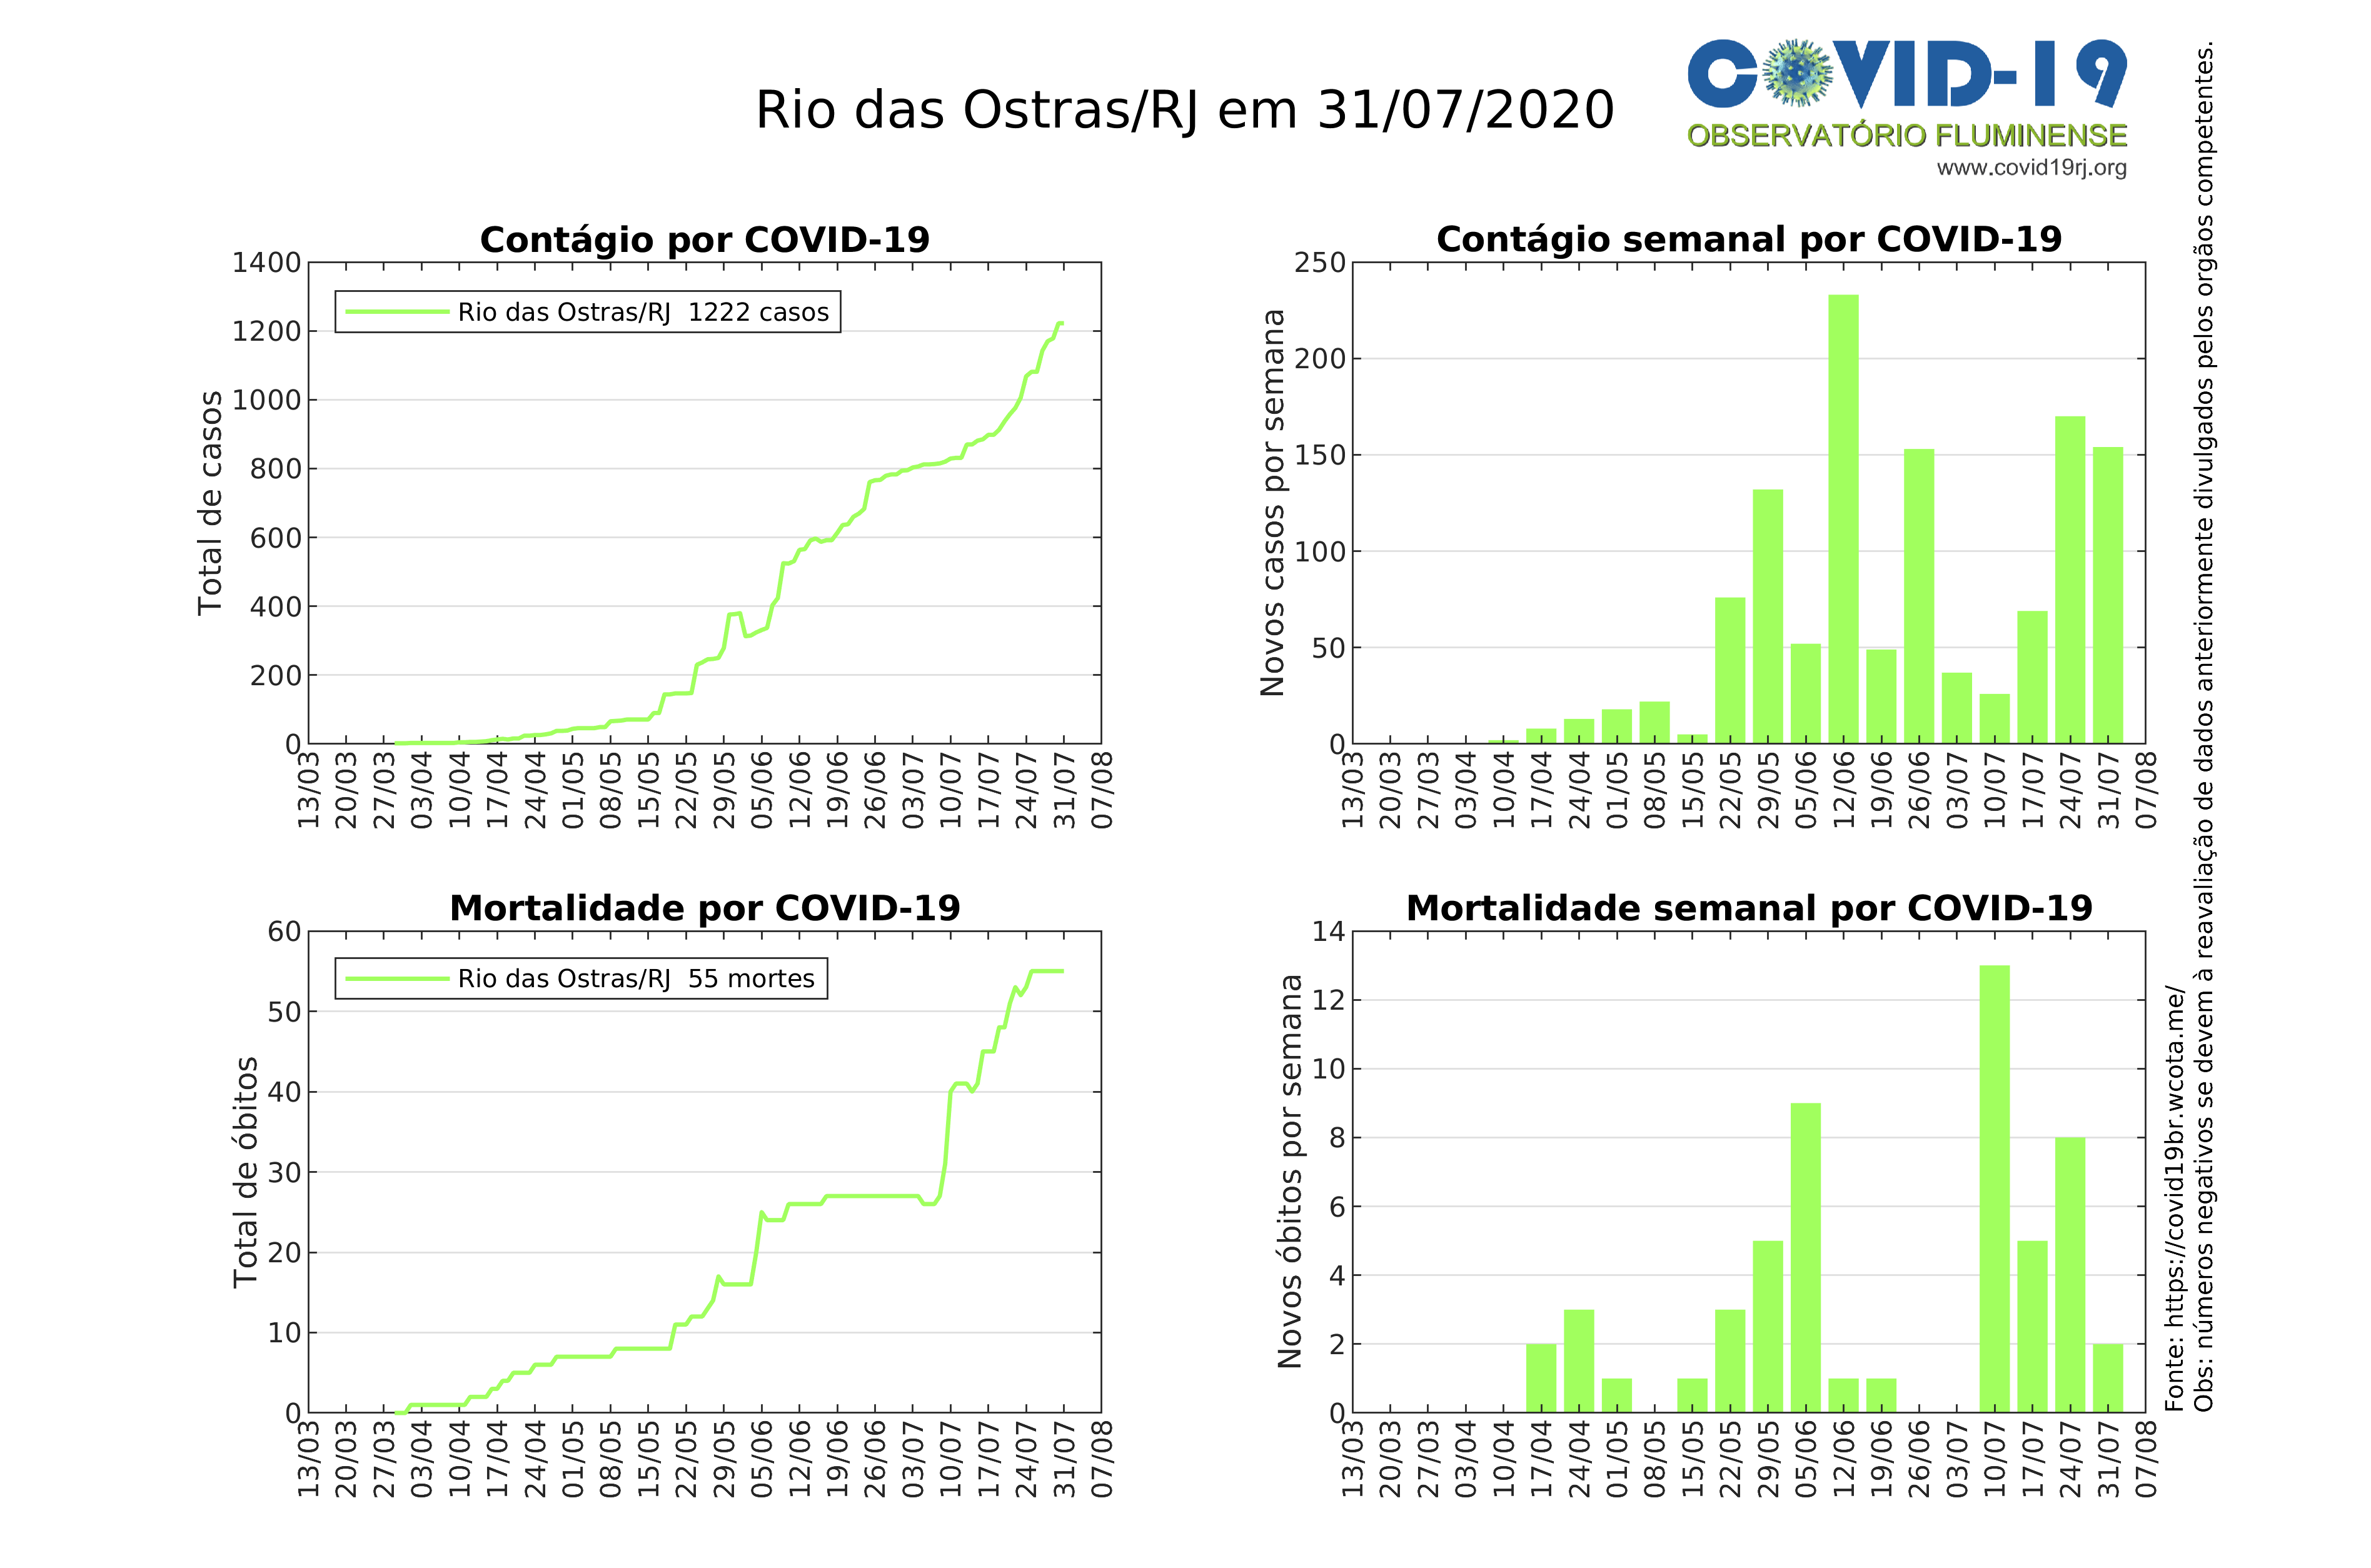 Rio das Ostras/RJ em 31/07/2020
COVID-19
OBSERVATÓRIO FLUMINENSE
www.covid19rj.org
Contágio por COVID-19
Total de casos
1400
1200
1000
800
600
400
200
0
Rio das Ostras/RJ 1222 casos
13/03 20/03 27/03 03/04 10/04 17/04 24/04 01/05 08/05 15/05 22/05 29/05 05/06 12/06 19/06 26/06 03/07 10/07 17/07 24/07 31/07 07/08
Contágio semanal por COVID-19
Novos casos por semana
250
200
150
100
50
0
13/03 20/03 27/03 03/04 10/04 17/04 24/04 01/05 08/05 15/05 22/05 29/05 05/06 12/06 19/06 26/06 03/07 10/07 17/07 24/07 31/07 07/08
Mortalidade por COVID-19
Total de óbitos
60
50
40
30
20
10
0
Rio das Ostras/RJ 55 mortes
13/03 20/03 27/03 03/04 10/04 17/04 24/04 01/05 08/05 15/05 22/05 29/05 05/06 12/06 19/06 26/06 03/07 10/07 17/07 24/07 31/07 07/08
Mortalidade semanal por COVID-19
Novos óbitos por semana
14
12
10
8
6
4
2
0
13/03 20/03 27/03 03/04 10/04 17/04 24/04 01/05 08/05 15/05 22/05 29/05 05/06 12/06 19/06 26/06 03/07 10/07 17/07 24/07 31/07 07/08
Fonte: https://covid19br.wcota.me/
Obs: números negativos se devem à reavaliação de dados anteriormente divulgados pelos orgãos competentes.